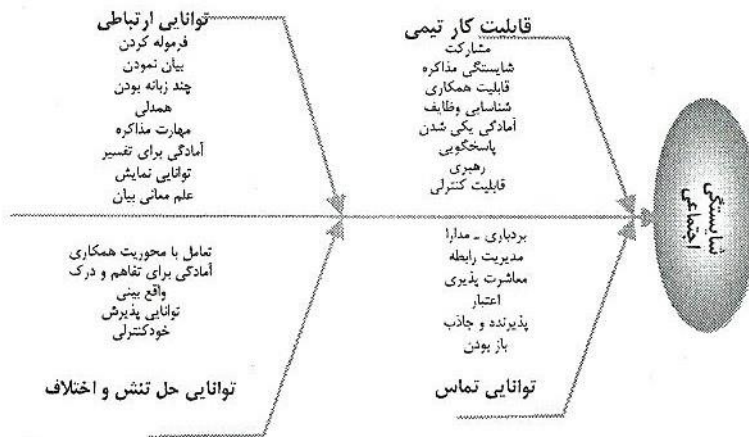 قابلیت کار تیمی
مشارکت
شایستگی مذاکره
قابلیت همکاری
شناسایی وظایف
آمادگی یکی شدن
پاسخگویی
رهبری
قابلیت کنترلی
توانایی ارتباطی
فرموله کردن
بیان نمودن
چند زبانه بودن
همدلی
مهارت مذاکره
آمادگی برای تفسیر
توانایی نمایش
علم معانی بیان
شایستگی
اجتماعی
بردباری - مدارا
مدیریت رابطه
معاشرت پذیری
اعتبار
پذیرنده و جاذب
باز بودن
توانایی تماس
تعامل با محوریت همکاری
آمادگی برای تفاهم و درک
واقع بینی
توانایی پذیرش
خودکنترلی
توانایی حل تنش و اختلاف